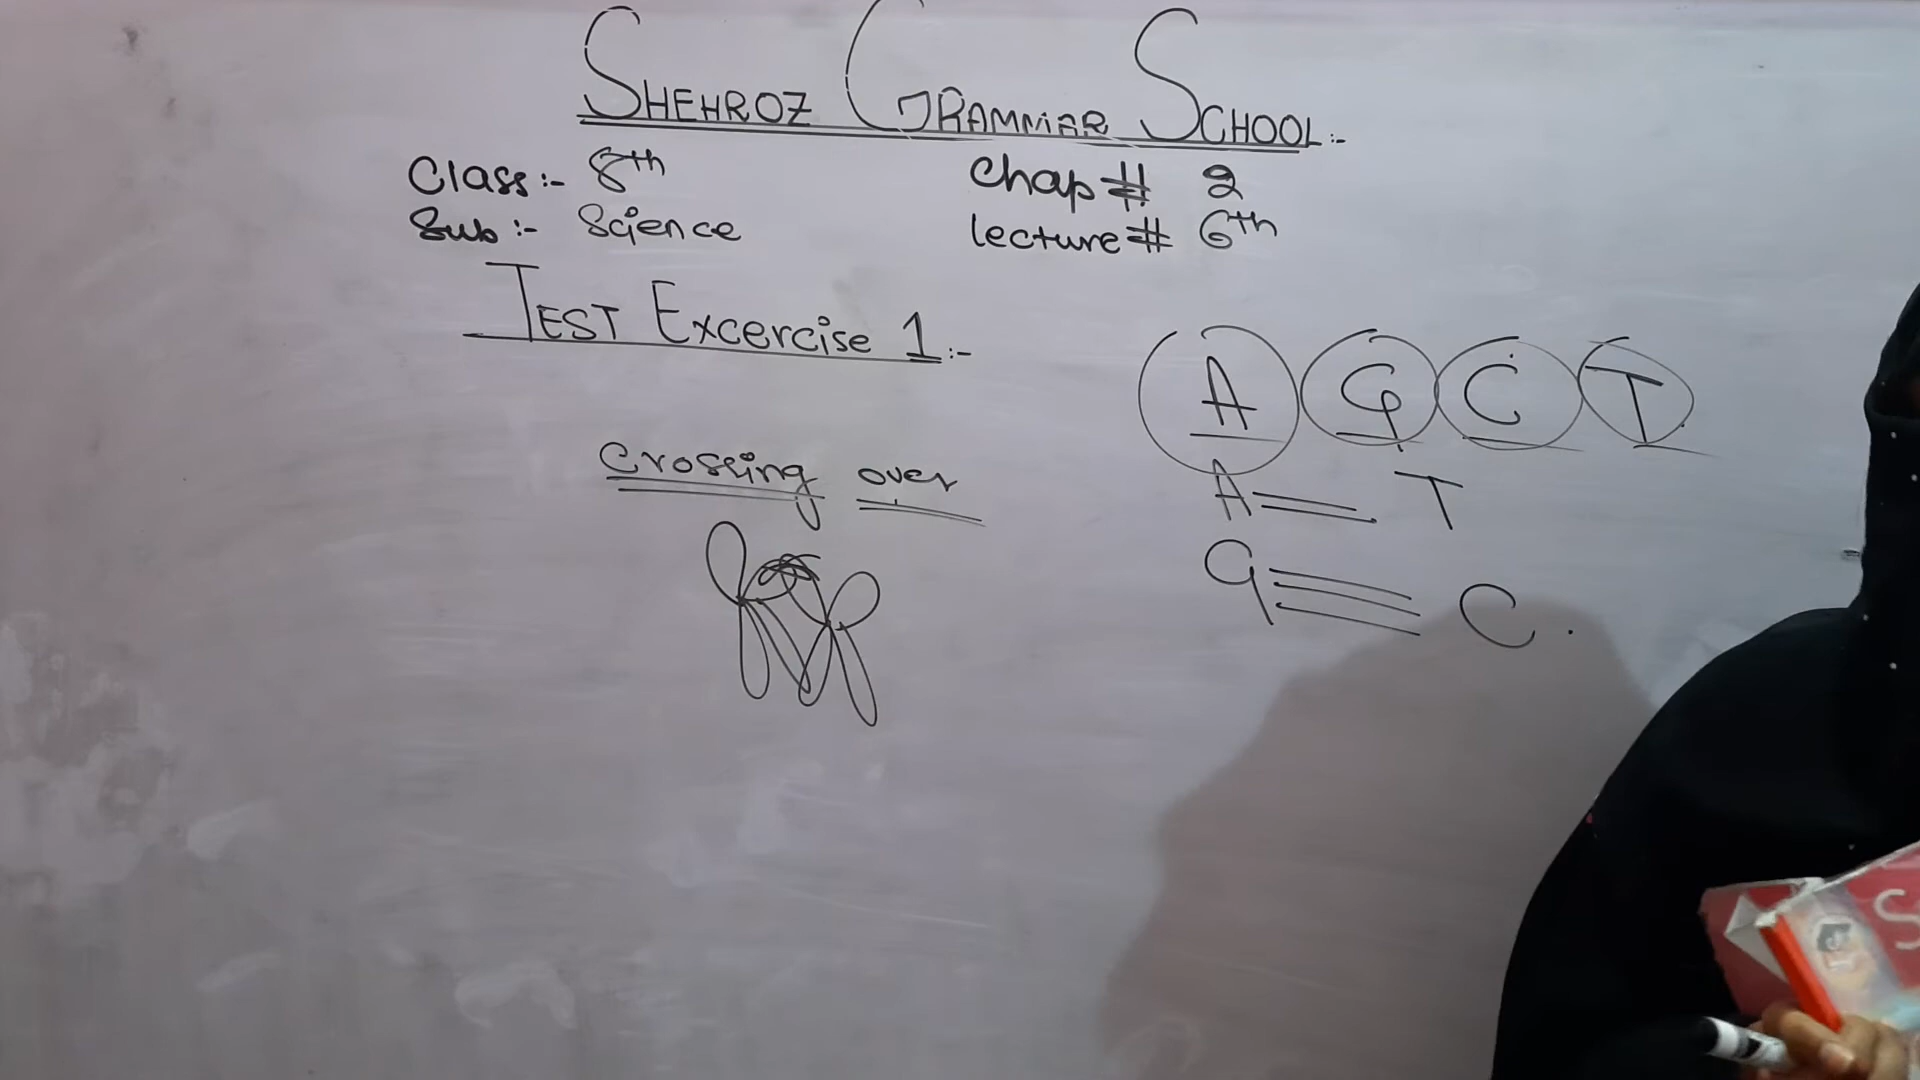 SHEHROZ GRAMMAR SCHOOL:-
Class:- 8th
Chap # 2
Sub:- Science
lecture # 6th
TEST Excercise 1:-
A G C T
Crossing over
A = T
G ≡ C.